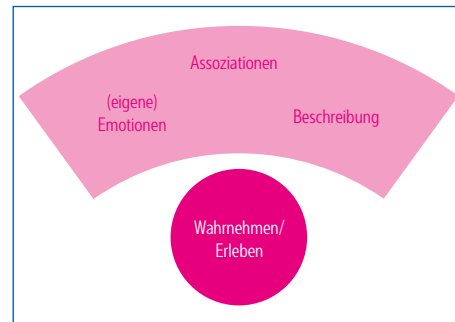 Assoziationen
(eigene)
Emotionen
Beschreibung
Wahrnehmen/
Erleben